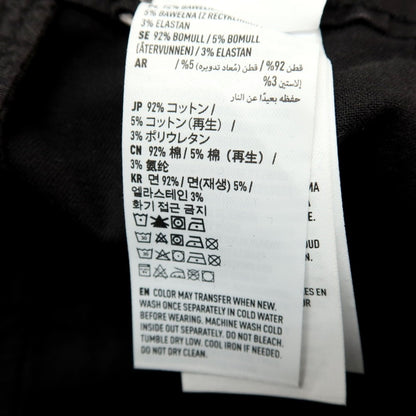 5% BAWEŁNA (Z RECYKLINGU
3% ELASTAN
SE 92% BOMULL / 5% BOMULL
(ÅTERVUNNEN) / 3% ELASTAN
AR قطن 92%/ قطن (مُعاد تدويره) 5%/
إلاستين 3%
حفظه بعيدًا عن النار
JP 92% コットン /
5% コットン (再生) /
3% ポリウレタン
CN 92% 棉 / 5% 棉 (再生) /
3% 氨纶
KR 면 92% / 면(재생) 5% /
엘라스테인 3%
화기 접근 금지
EN COLOR MAY TRANSFER WHEN NEW.
WASH ONCE SEPARATELY IN COLD WATER
BEFORE WEARING. MACHINE WASH COLD
INSIDE OUT SEPARATELY. DO NOT BLEACH.
TUMBLE DRY LOW. COOL IRON IF NEEDED.
DO NOT DRY CLEAN.